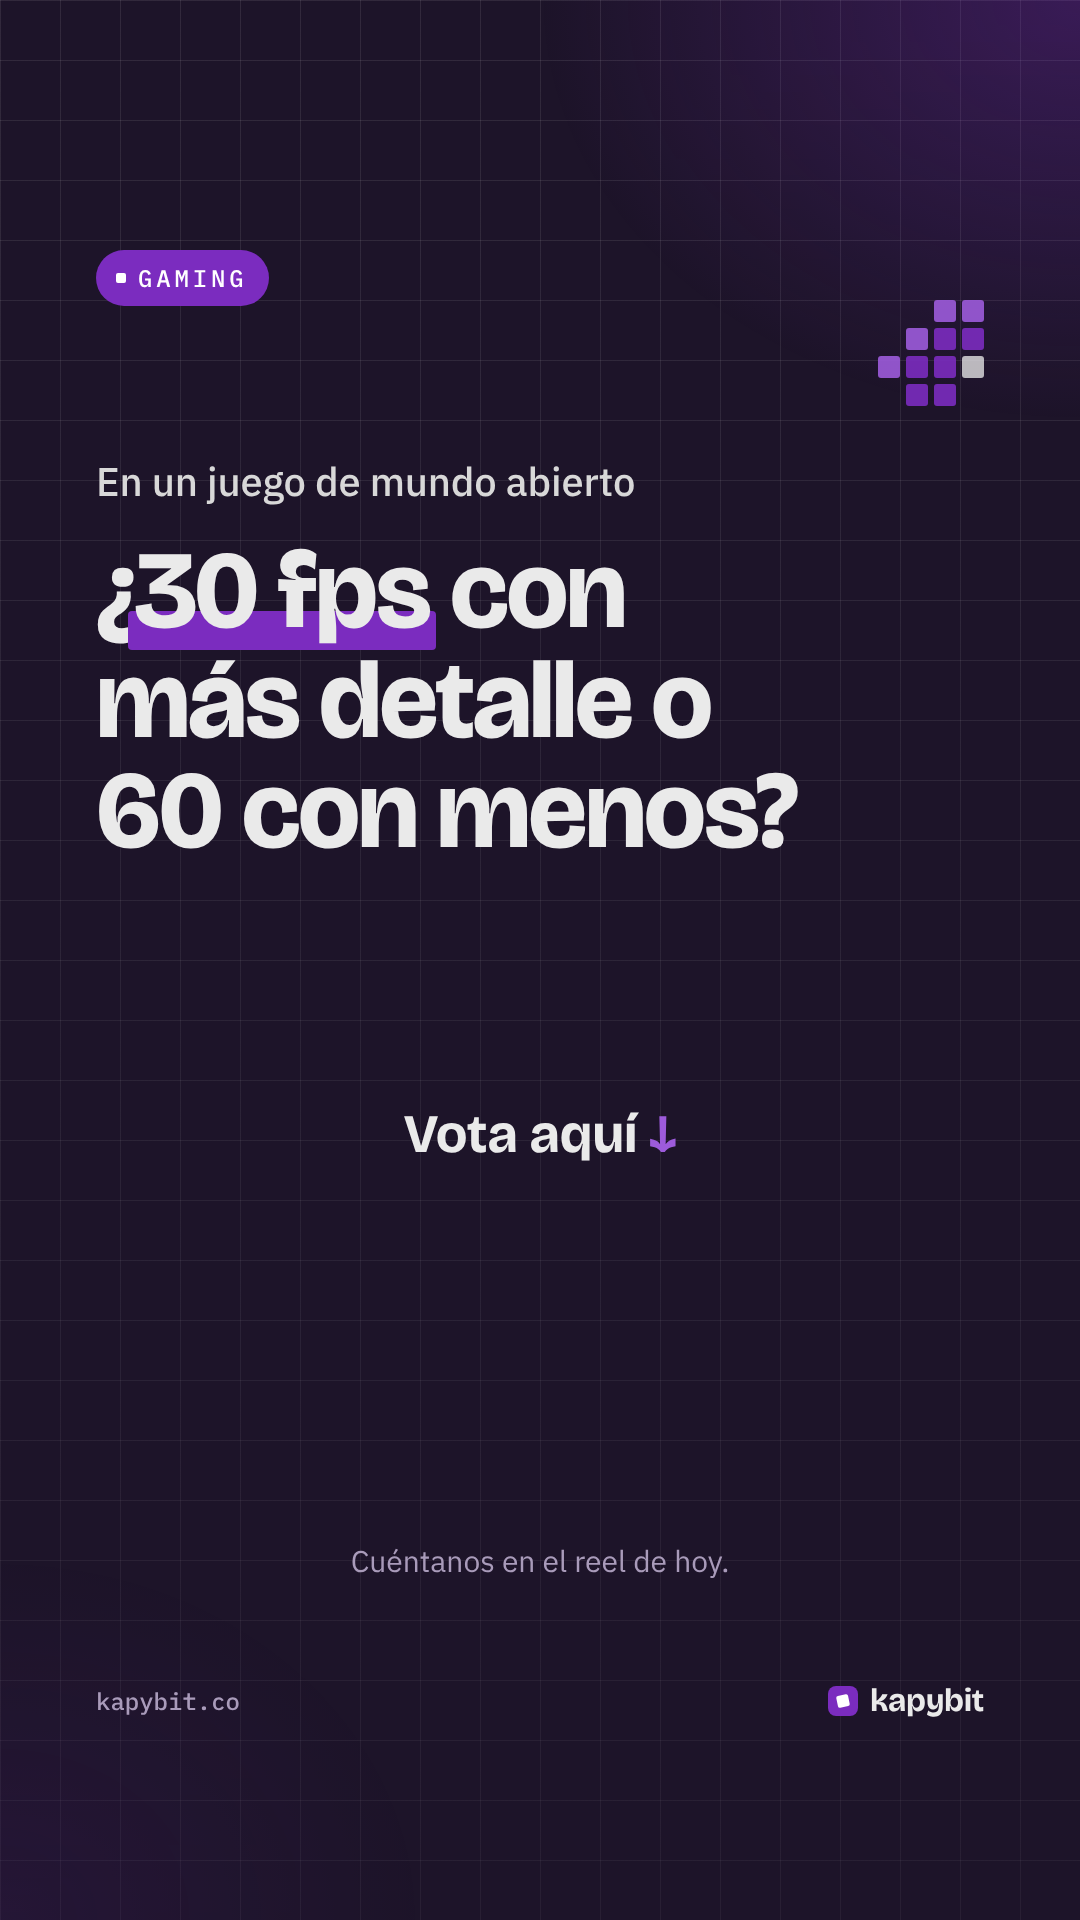 GAMING
En un juego de mundo abierto
¿30 fps con
más detalle o
60 con menos?
Vota aquí ↓
Cuéntanos en el reel de hoy.
kapybit.co
kapybit